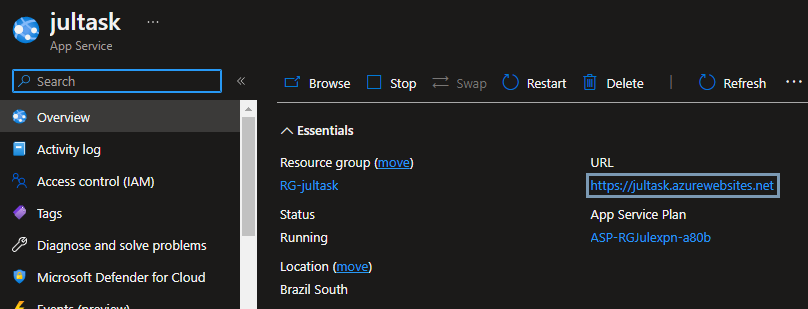 jultask ...
App Service
Search «
Browse Stop Swap Restart Delete Refresh ...
Overview
Activity log
Access control (IAM)
Tags
Diagnose and solve problems
Microsoft Defender for Cloud
Events (preview)
Essentials
Resource group (move)
RG-jultask
Status
Running
Location (move)
Brazil South
URL
https://jultask.azurewebsites.net
App Service Plan
ASP-RGJulexpn-a80b